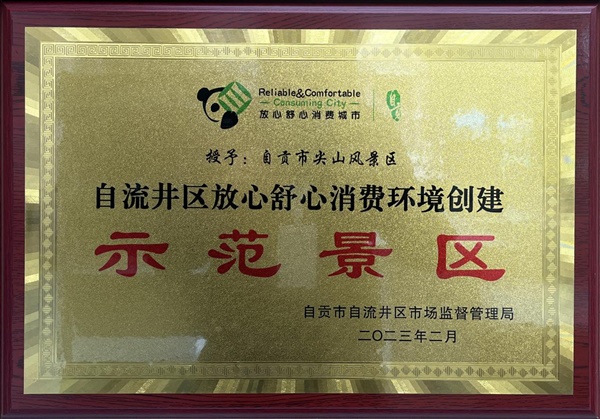 Reliable&Comfortable
Consuming City
放心舒心消费城市
自贡
授予：自贡市尖山风景区
自流井区放心舒心消费环境创建
示范景区
自贡市自流井区市场监督管理局
二〇二三年二月